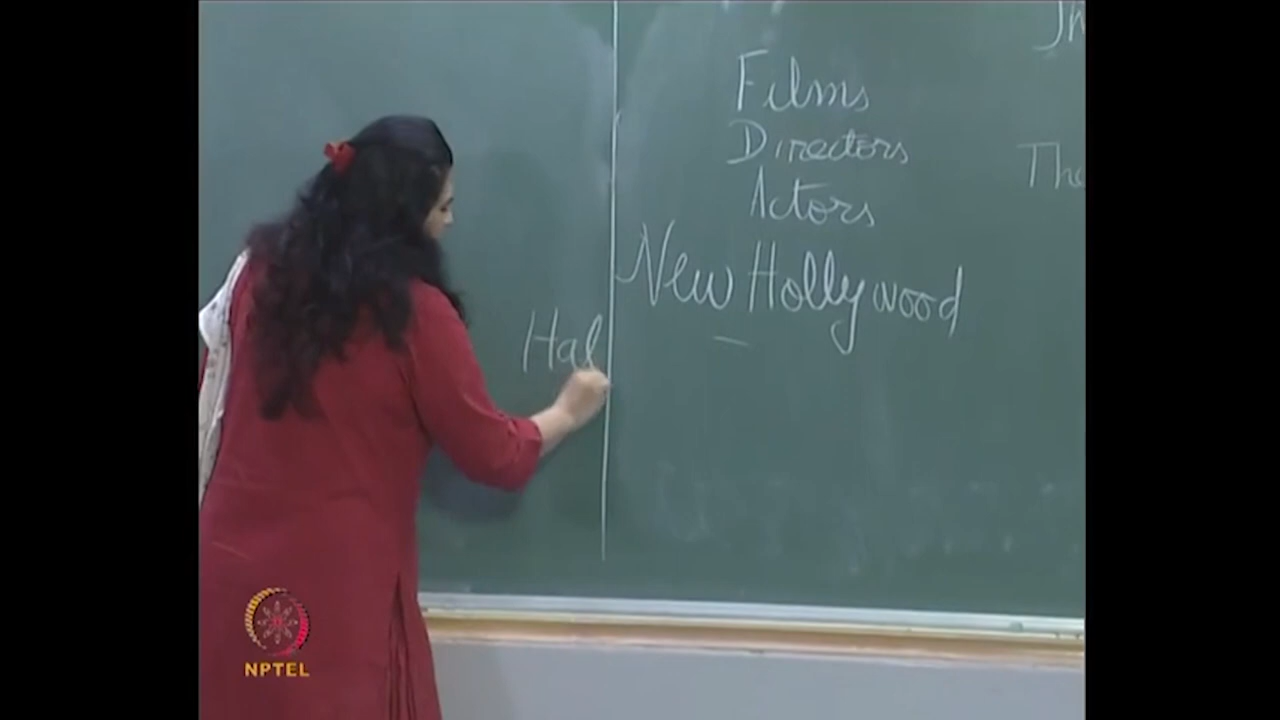 Films
Directors
Actors
New Hollywood
Hal
The
NPTEL